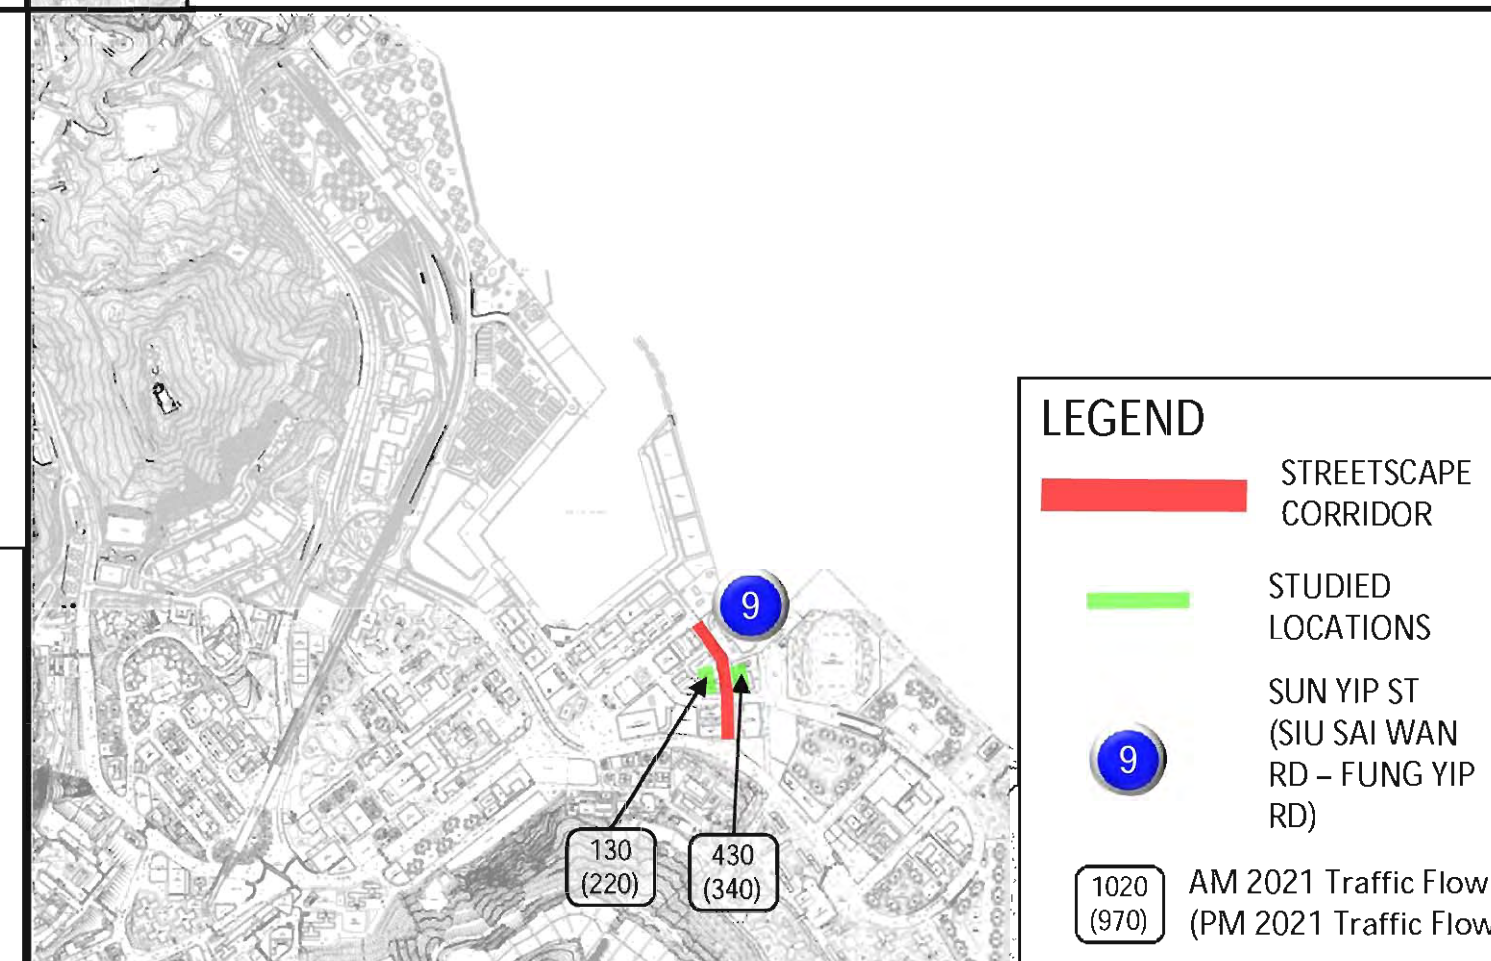 9
130
(220)
430
(340)
LEGEND
STREETSCAPE
CORRIDOR
STUDIED
LOCATIONS
9
SUN YIP ST
(SIU SAI WAN
RD – FUNG YIP
RD)
1020
(970)
AM 2021 Traffic Flow
(PM 2021 Traffic Flow